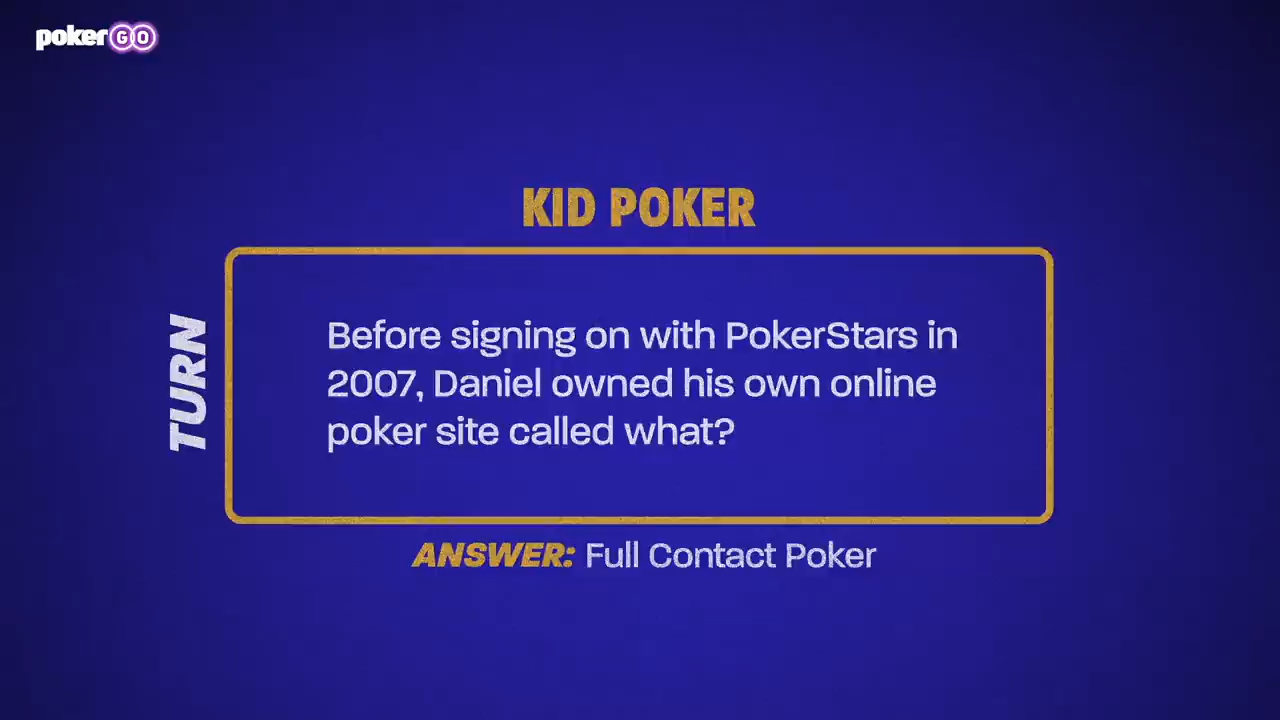 pokerGO
KID POKER
TURN
Before signing on with PokerStars in
2007, Daniel owned his own online
poker site called what?
ANSWER: Full Contact Poker